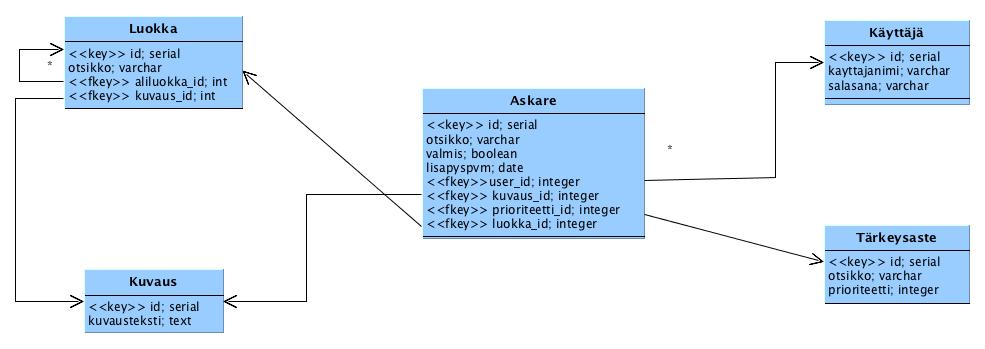 Luokka
<<key>> id; serial
otsikko; varchar
<<fkey>> aliluokka_id; int
<<fkey>> kuvaus_id; int
*
Askare
<<key>> id; serial
otsikko; varchar
valmis; boolean
lisapyspvm; date
<<fkey>>user_id; integer
<<fkey>> kuvaus_id; integer
<<fkey>> prioriteetti_id; integer
<<fkey>> luokka_id; integer
*
Käyttäjä
<<key>> id; serial
kayttajanimi; varchar
salasana; varchar
Tärkeysaste
<<key>> id; serial
otsikko; varchar
prioriteetti; integer
Kuvaus
<<key>> id; serial
kuvausteksti; text